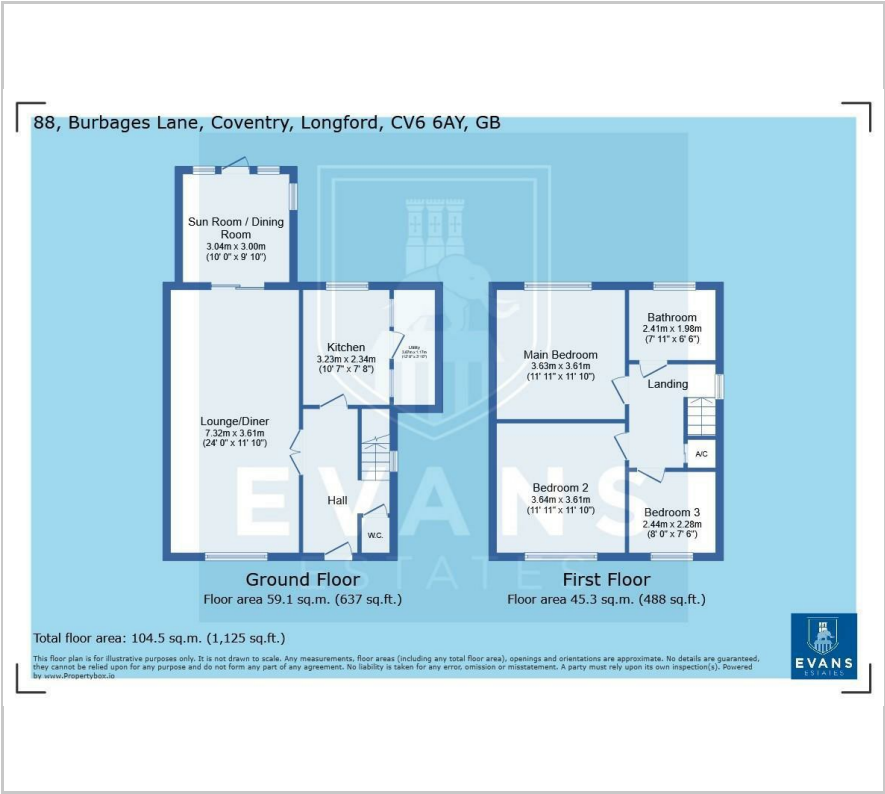 88, Burbages Lane, Coventry, Longford, CV6 6AY, GB
Sun Room / Dining
Room
3.04m x 3.00m
(10' 0" x 9' 10")
Kitchen
3.23m x 2.34m
(10' 7" x 7' 8")
Utility
Lounge/Diner
7.32m x 3.61m
(24' 0" x 11' 10")
Hall
W.C.
Main Bedroom
3.63m x 3.61m
(11' 11" x 11' 10")
Bathroom
2.41m x 1.98m
(7' 11" x 6' 6")
Landing
A/C
Bedroom 2
3.64m x 3.61m
(11' 11" x 11' 10")
Bedroom 3
2.44m x 2.28m
(8' 0" x 7' 6")
EVANS
ESTATES
Ground Floor
Floor area 59.1 sq.m. (637 sq.ft.)
First Floor
Floor area 45.3 sq.m. (488 sq.ft.)
Total floor area: 104.5 sq.m. (1,125 sq.ft.)
This floor plan is for illustrative purposes only. It is not drawn to scale. Any measurements, floor areas (including any total floor area), openings and orientations are approximate. No details are guaranteed,
they cannot be relied upon for any purpose and do not form any part of any agreement. No liability is taken for any error, omission or misstatement. A party must rely upon its own inspection(s). Powered
by www.Propertybox.io
EVANS
ESTATES